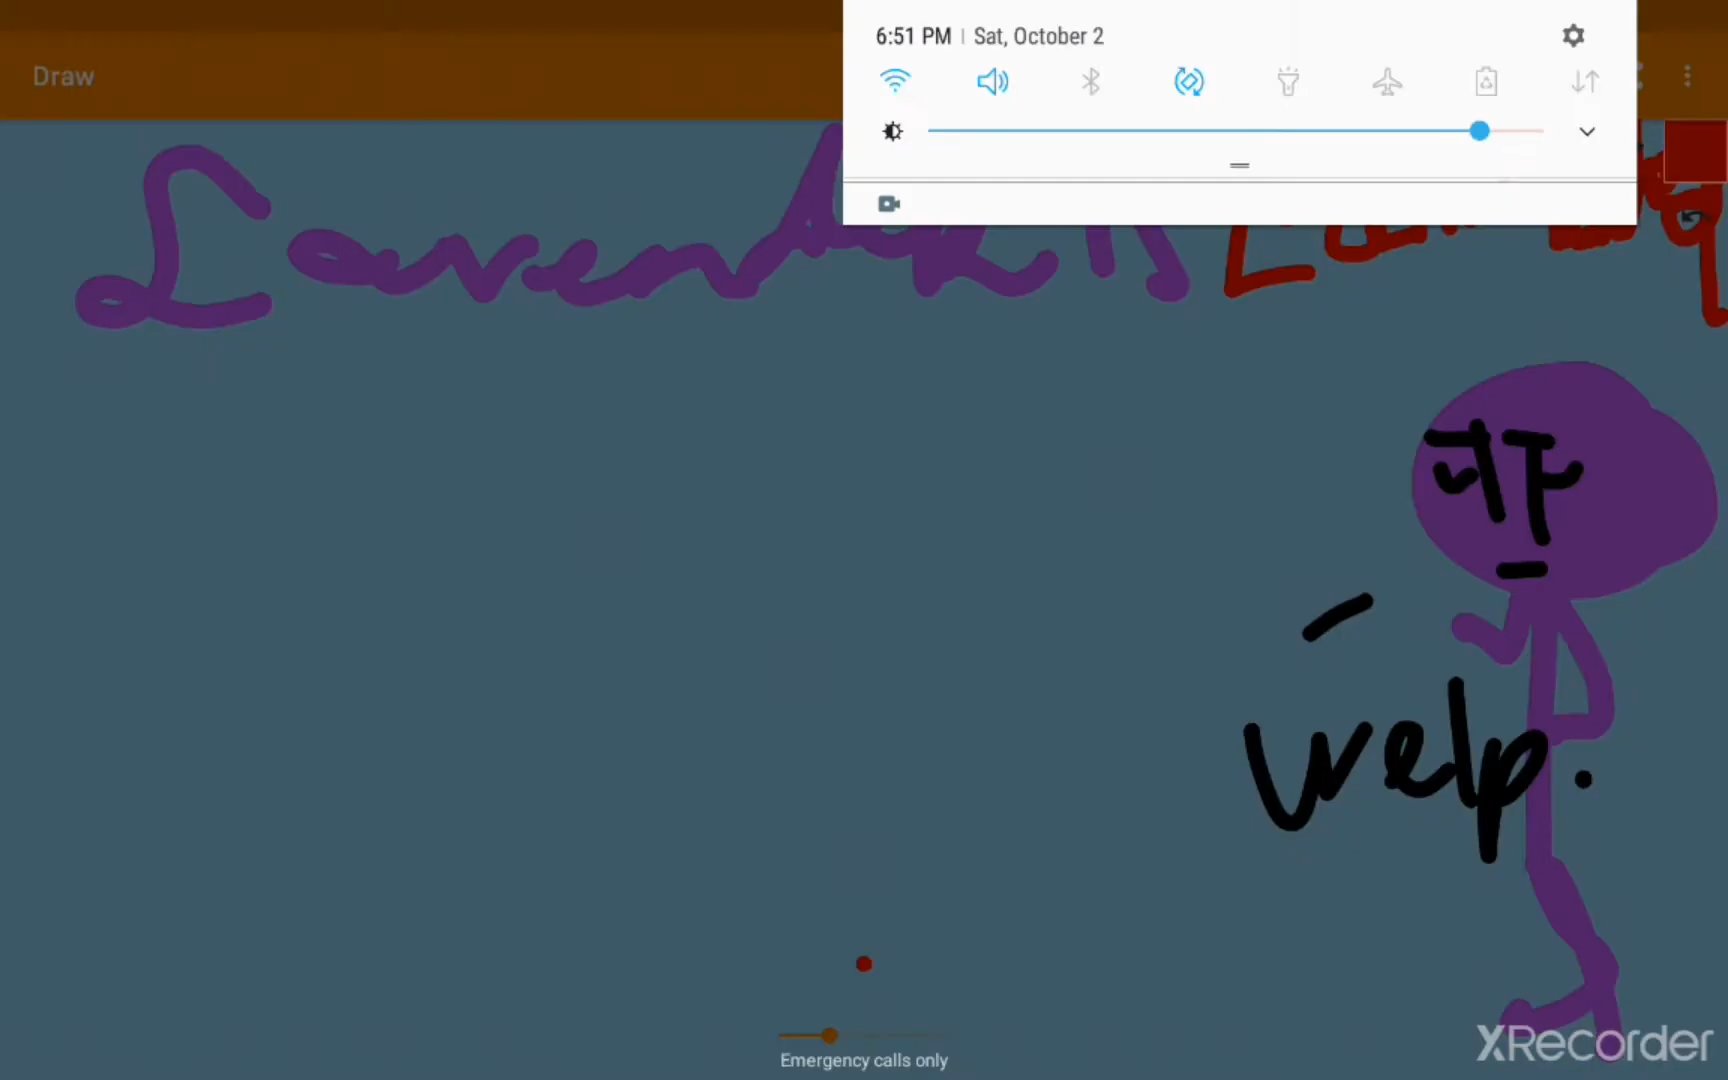 6:51 PM | Sat, October 2
Draw
Lavender is
welp.
Emergency calls only
XRecorder